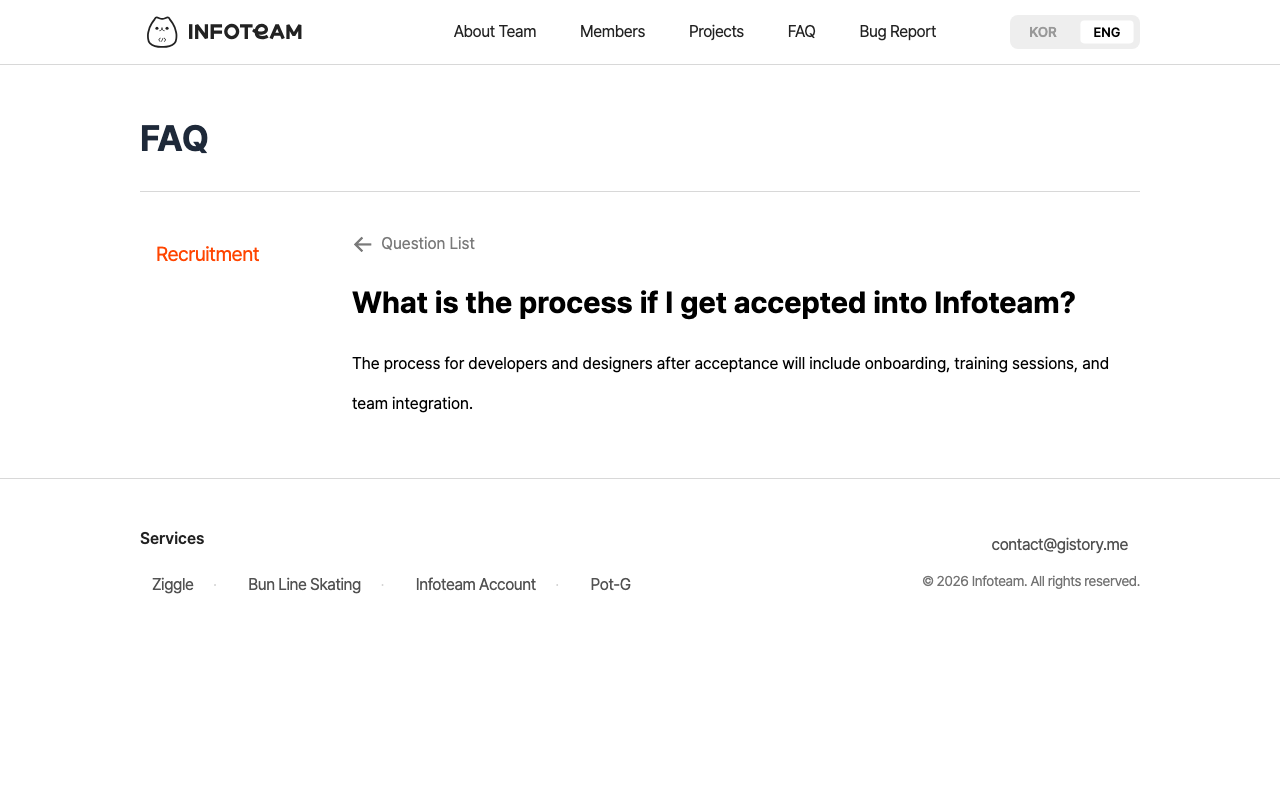 INFOTEAM
About Team
Members
Projects
FAQ
Bug Report
KOR
ENG
FAQ
Recruitment
← Question List
What is the process if I get accepted into Infoteam?
The process for developers and designers after acceptance will include onboarding, training sessions, and
team integration.
Services
contact@gistory.me
Ziggle · Bun Line Skating · Infoteam Account · Pot-G
© 2026 Infoteam. All rights reserved.